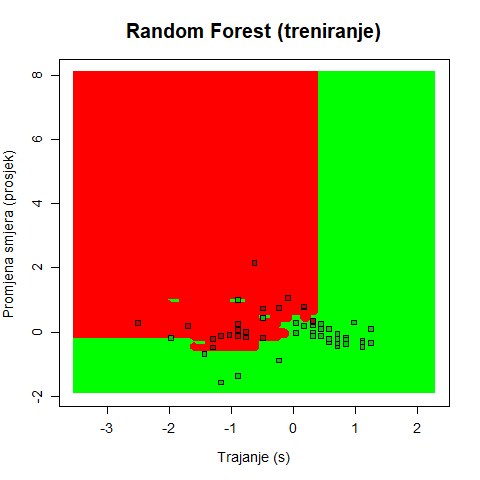 Random Forest (treniranje)
Promjena smjera (prosjek)
8
6
4
2
0
-2
-3 -2 -1 0 1 2
Trajanje (s)